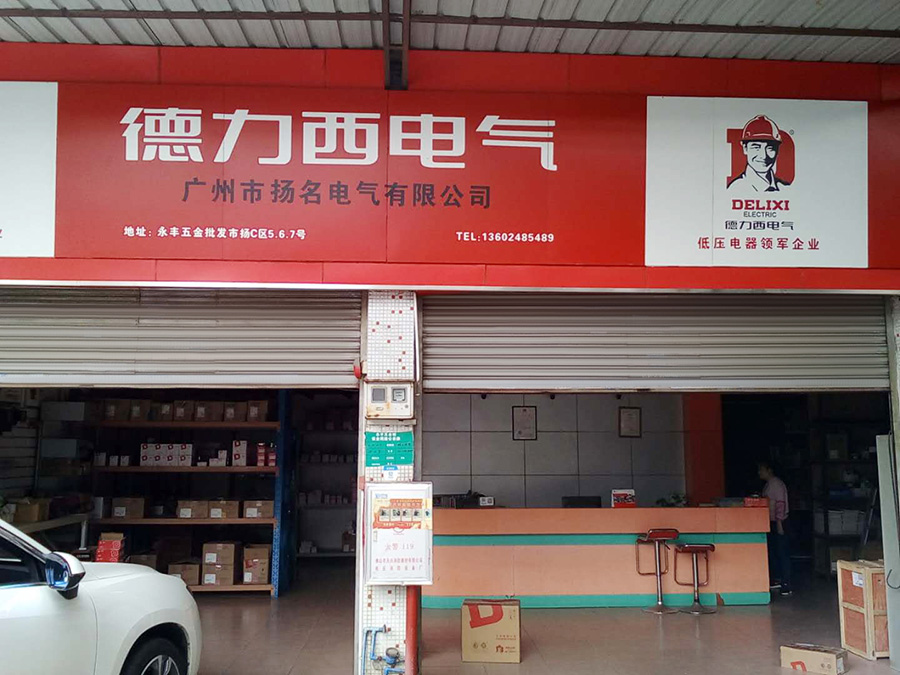 德力西电气
广州市扬名电气有限公司
地址：永丰五金批发市扬C区5.6.7号
TEL:13602485489
D
®
DELIXI
ELECTRIC
德力西电气
低压电器领军企业
火警 119
D